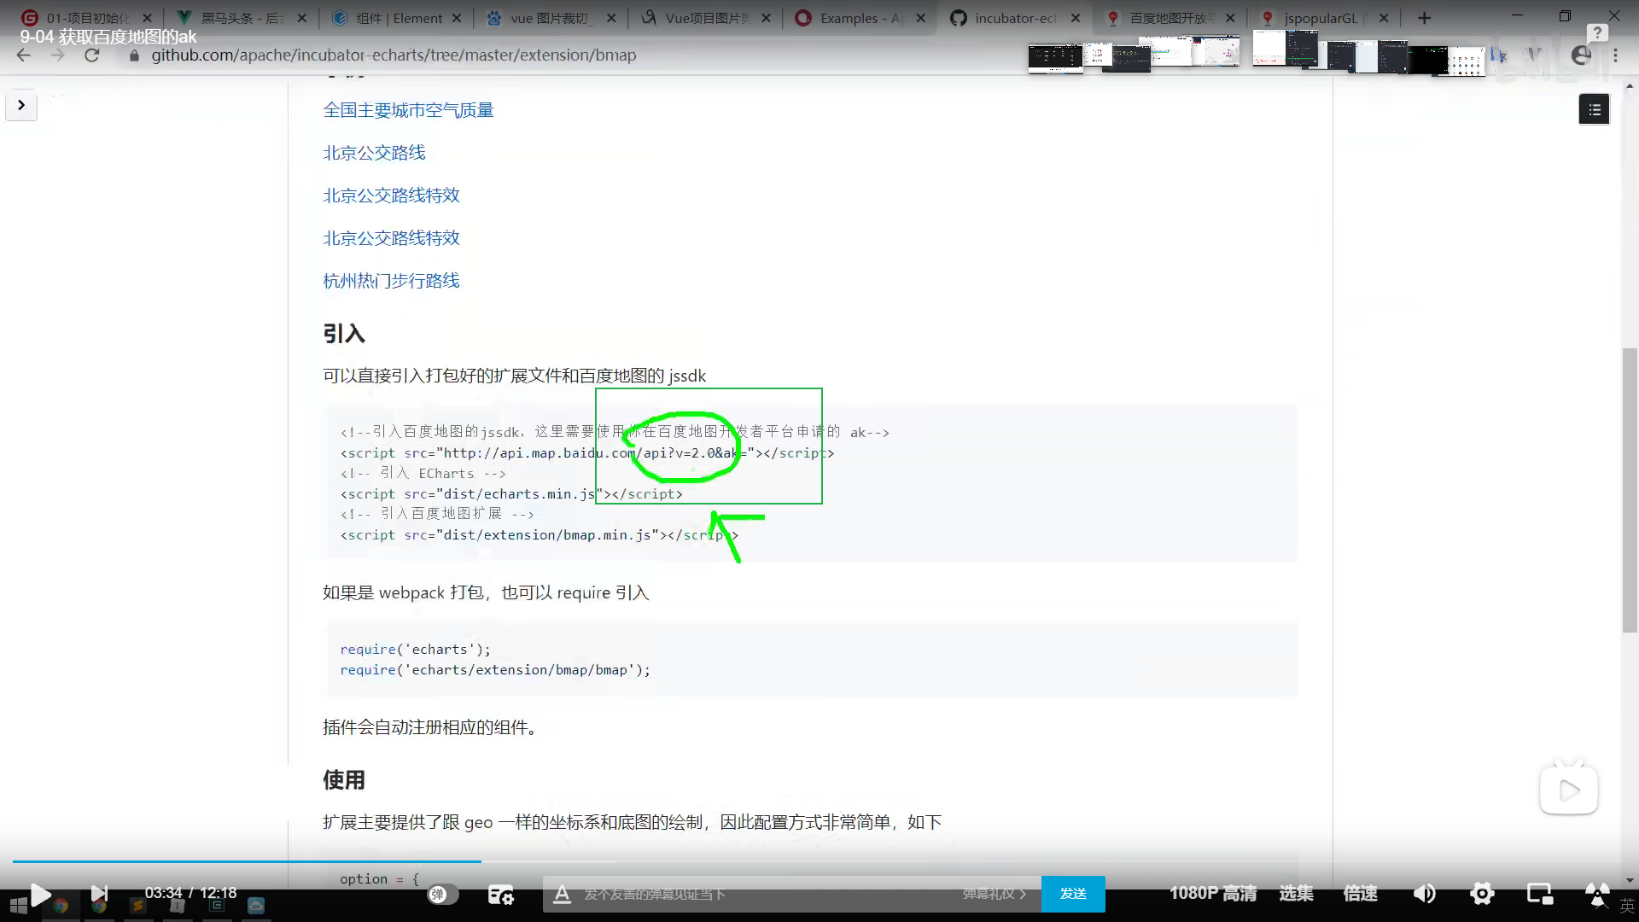 01-项目初始化
黑马头条 - 后台
组件 | Element
vue 图片裁切
Vue项目图片剪
Examples - Ap
incubator-ech
百度地图开放平
jspopularGL |
9-04 获取百度地图的ak
github.com/apache/incubator-echarts/tree/master/extension/bmap
全国主要城市空气质量
北京公交路线
北京公交路线特效
北京公交路线特效
杭州热门步行路线
引入
可以直接引入打包好的扩展文件和百度地图的 jssdk
<!--引入百度地图的jssdk，这里需要使用你在百度地图开发者平台申请的 ak-->
<script src="http://api.map.baidu.com/api?v=2.0&ak="></script>
<!-- 引入 ECharts -->
<script src="dist/echarts.min.js"></script>
<!-- 引入百度地图扩展 -->
<script src="dist/extension/bmap.min.js"></script>
如果是 webpack 打包，也可以 require 引入
require('echarts');
require('echarts/extension/bmap/bmap');
插件会自动注册相应的组件。
使用
扩展主要提供了跟 geo 一样的坐标系和底图的绘制，因此配置方式非常简单，如下
option = {
03:34 / 12:18
弹
发个友善的弹幕见证当下
弹幕礼仪
发送
1080P 高清
选集
倍速
英